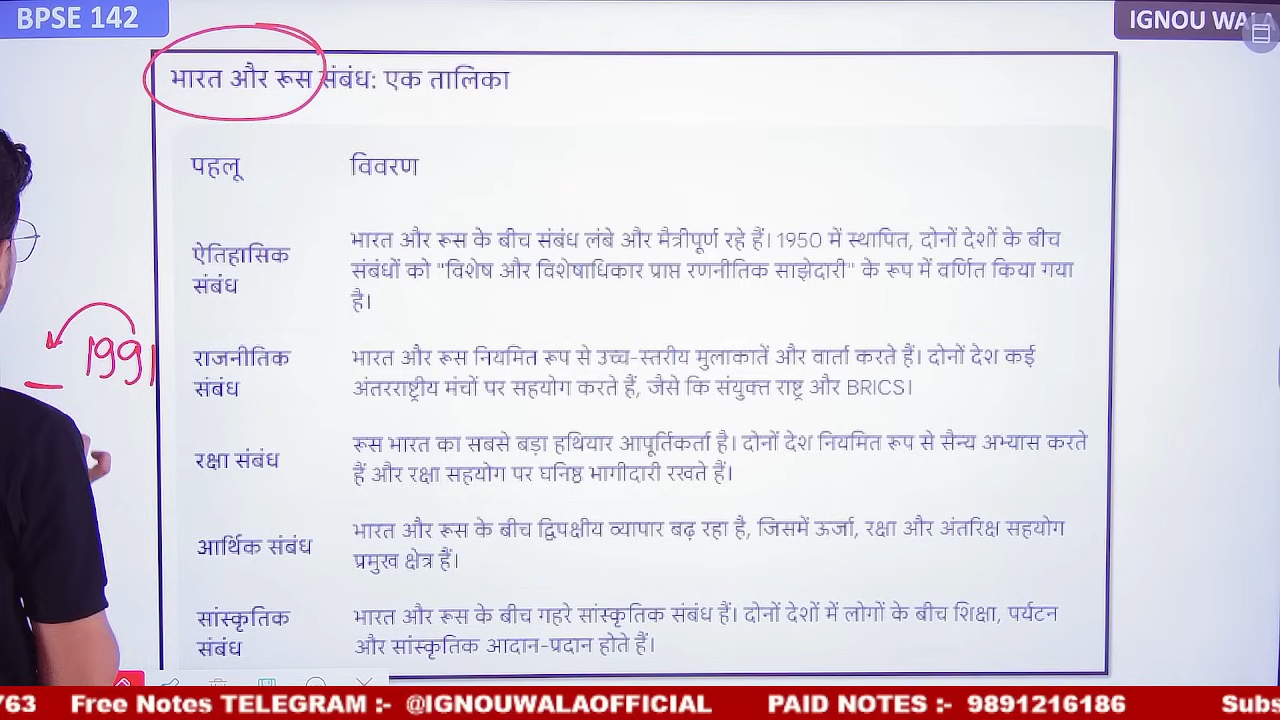 BPSE 142
IGNOU WALA
भारत और रूस संबंध: एक तालिका
पहलू विवरण
ऐतिहासिक संबंध
भारत और रूस के बीच संबंध लंबे और मैत्रीपूर्ण रहे हैं। 1950 में स्थापित, दोनों देशों के बीच
संबंधों को "विशेष और विशेषाधिकार प्राप्त रणनीतिक साझेदारी" के रूप में वर्णित किया गया
है।
1991
राजनीतिक संबंध
भारत और रूस नियमित रूप से उच्च-स्तरीय मुलाकातें और वार्ता करते हैं। दोनों देश कई
अंतरराष्ट्रीय मंचों पर सहयोग करते हैं, जैसे कि संयुक्त राष्ट्र और BRICS।
रक्षा संबंध
रूस भारत का सबसे बड़ा हथियार आपूर्तिकर्ता है। दोनों देश नियमित रूप से सैन्य अभ्यास करते
हैं और रक्षा सहयोग पर घनिष्ठ भागीदारी रखते हैं।
आर्थिक संबंध
भारत और रूस के बीच द्विपक्षीय व्यापार बढ़ रहा है, जिसमें ऊर्जा, रक्षा और अंतरिक्ष सहयोग
प्रमुख क्षेत्र हैं।
सांस्कृतिक संबंध
भारत और रूस के बीच गहरे सांस्कृतिक संबंध हैं। दोनों देशों में लोगों के बीच शिक्षा, पर्यटन
और सांस्कृतिक आदान-प्रदान होते हैं।
763 Free Notes TELEGRAM :- @IGNOUWALAOFFICIAL PAID NOTES :- 9891216186 Subs